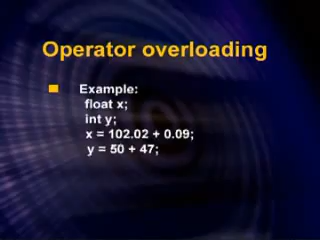 Operator overloading
Example:
float x;
int y;
x = 102.02 + 0.09;
y = 50 + 47;